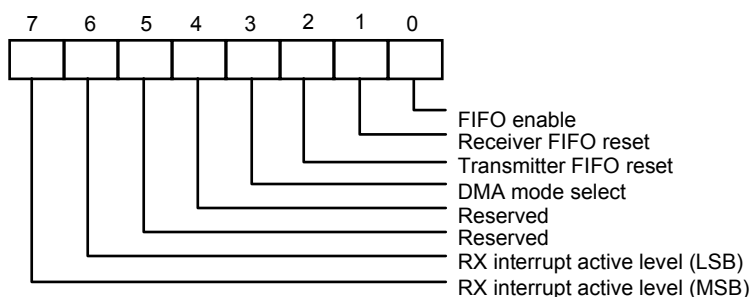 7 6 5 4 3 2 1 0
FIFO enable
Receiver FIFO reset
Transmitter FIFO reset
DMA mode select
Reserved
Reserved
RX interrupt active level (LSB)
RX interrupt active level (MSB)